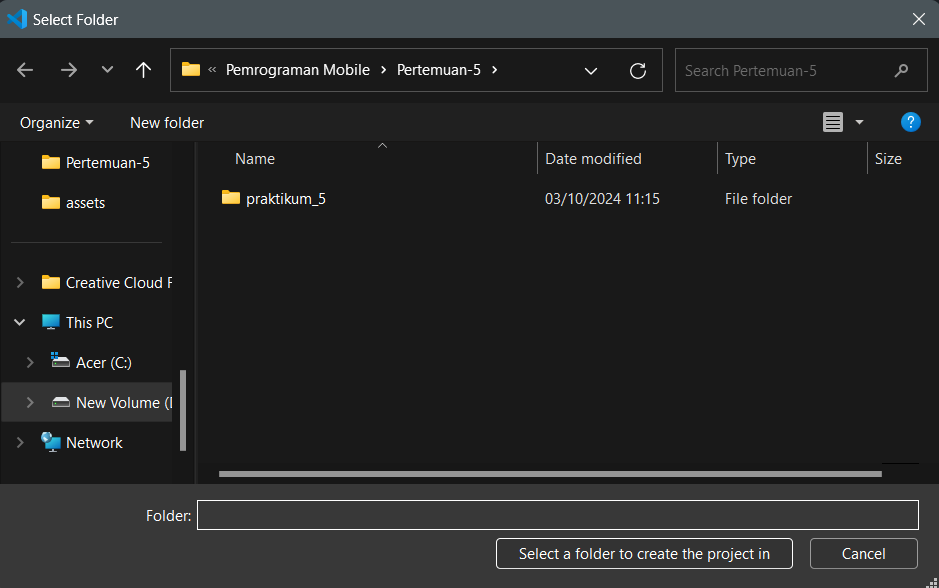 Select Folder
« Pemrograman Mobile > Pertemuan-5 >
Search Pertemuan-5
Organize
New folder
?
Pertemuan-5
assets
Creative Cloud F
This PC
Acer (C:)
New Volume (
Network
Name
Date modified
Type
Size
praktikum_5
03/10/2024 11:15
File folder
Folder:
Select a folder to create the project in
Cancel